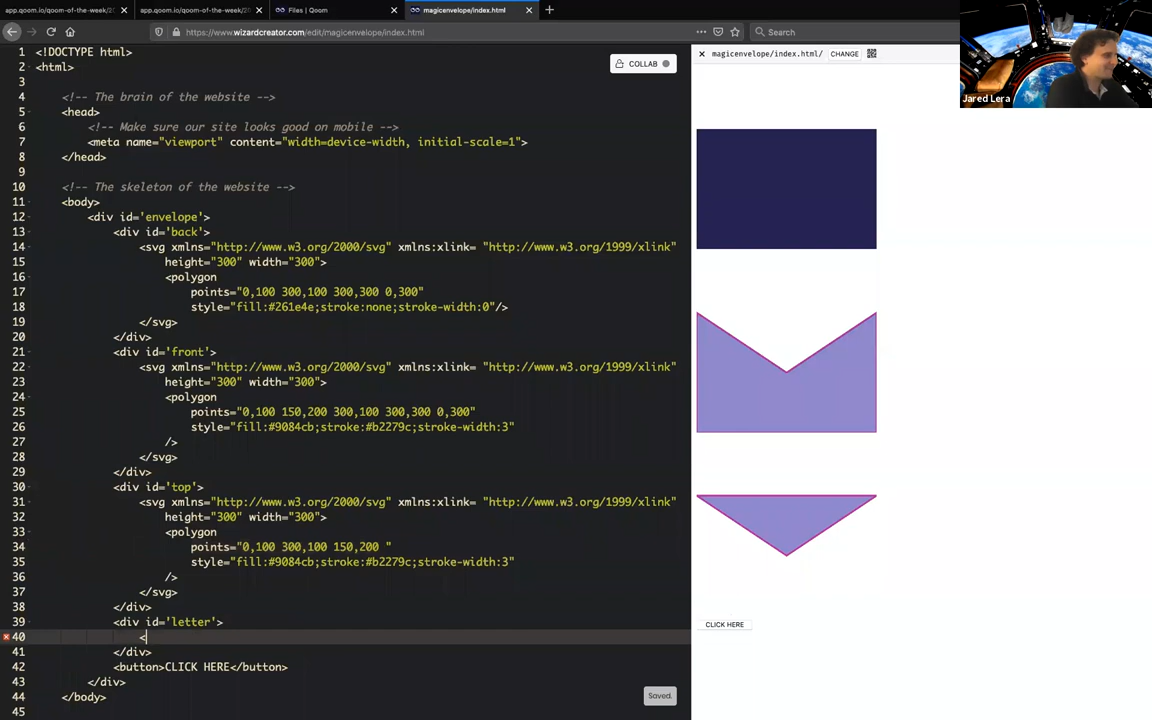 app.qoom.io/qoom-of-the-week/22
app.qoom.io/qoom-of-the-week/2
Files | Qoom
magicenvelope/index.html
https://www.wizardcreator.com/edit/magicenvelope/index.html
Search
COLLAB
magicenvelope/index.html/
CHANGE
Jared Lera
1 <!DOCTYPE html>
2 <html>
3
4 <!-- The brain of the website -->
5 <head>
6 <!-- Make sure our site looks good on mobile -->
7 <meta name="viewport" content="width=device-width, initial-scale=1">
8 </head>
9
10 <!-- The skeleton of the website -->
11 <body>
12 <div id='envelope'>
13 <div id='back'>
14 <svg xmlns="http://www.w3.org/2000/svg" xmlns:xlink= "http://www.w3.org/1999/xlink"
15 height="300" width="300">
16 <polygon
17 points="0,100 300,100 300,300 0,300"
18 style="fill:#261e4e;stroke:none;stroke-width:0"/>
19 </svg>
20 </div>
21 <div id='front'>
22 <svg xmlns="http://www.w3.org/2000/svg" xmlns:xlink= "http://www.w3.org/1999/xlink"
23 height="300" width="300">
24 <polygon
25 points="0,100 150,200 300,100 300,300 0,300"
26 style="fill:#9084cb;stroke:#b2279c;stroke-width:3"
27 />
28 </svg>
29 </div>
30 <div id='top'>
31 <svg xmlns="http://www.w3.org/2000/svg" xmlns:xlink= "http://www.w3.org/1999/xlink"
32 height="300" width="300">
33 <polygon
34 points="0,100 300,100 150,200 "
35 style="fill:#9084cb;stroke:#b2279c;stroke-width:3"
36 />
37 </svg>
38 </div>
39 <div id='letter'>
40 <
41 </div>
42 <button>CLICK HERE</button>
43 </div>
44 </body>
45
CLICK HERE
Saved.